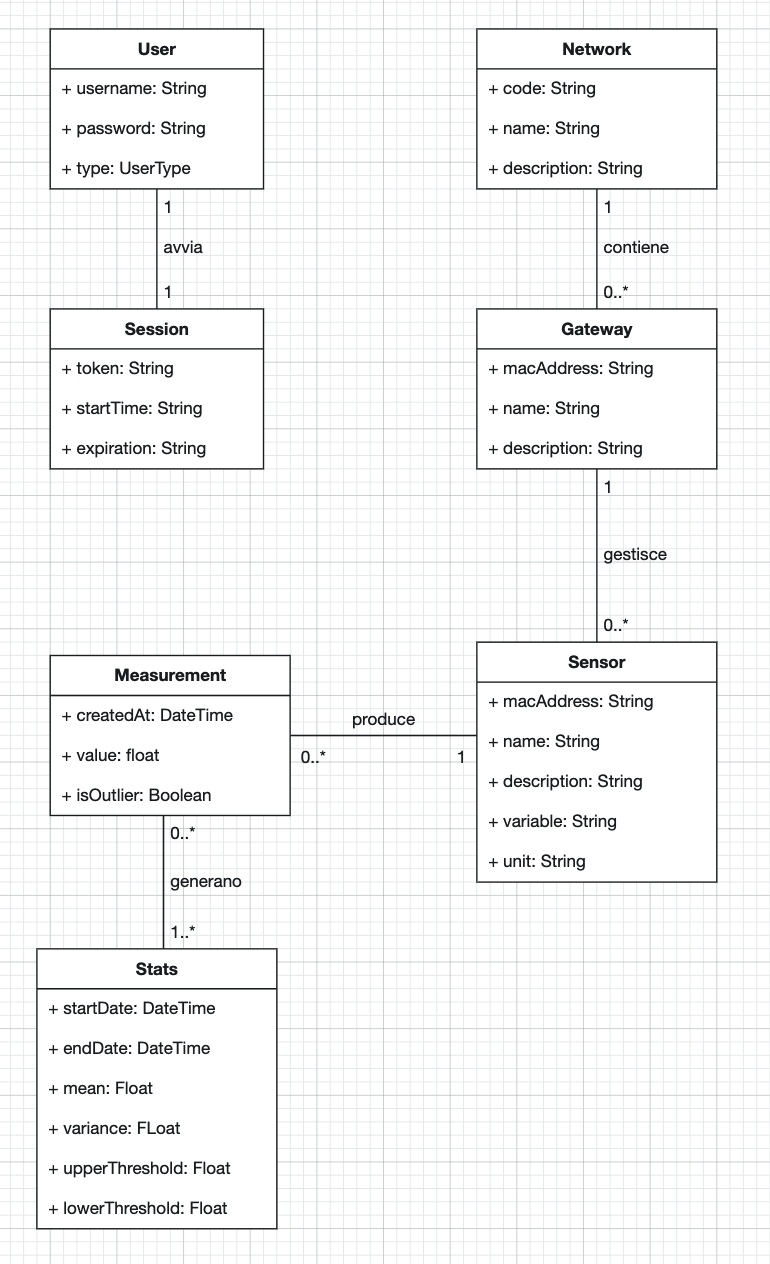 User
+ username: String
+ password: String
+ type: UserType
1
avvia
1
Session
+ token: String
+ startTime: String
+ expiration: String
Network
+ code: String
+ name: String
+ description: String
1
contiene
0..*
Gateway
+ macAddress: String
+ name: String
+ description: String
1
gestisce
0..*
Sensor
+ macAddress: String
+ name: String
+ description: String
+ variable: String
+ unit: String
produce
0..*
1
Measurement
+ createdAt: DateTime
+ value: float
+ isOutlier: Boolean
0..*
generano
1..*
Stats
+ startDate: DateTime
+ endDate: DateTime
+ mean: Float
+ variance: FLoat
+ upperThreshold: Float
+ lowerThreshold: Float